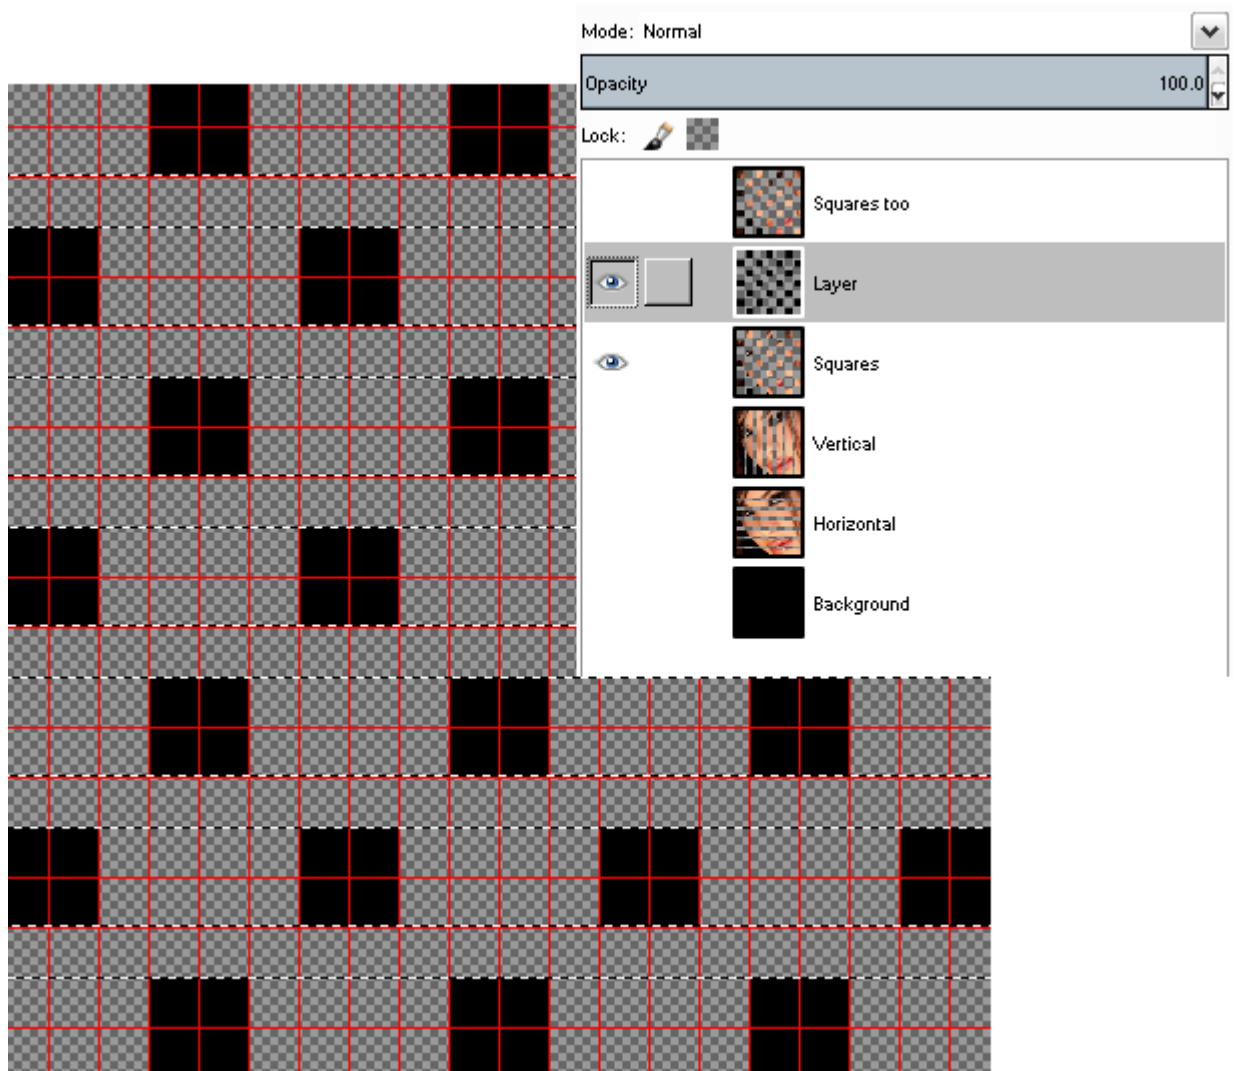 Mode: Normal
Opacity 100.0
Lock:
Squares too
Layer
Squares
Vertical
Horizontal
Background